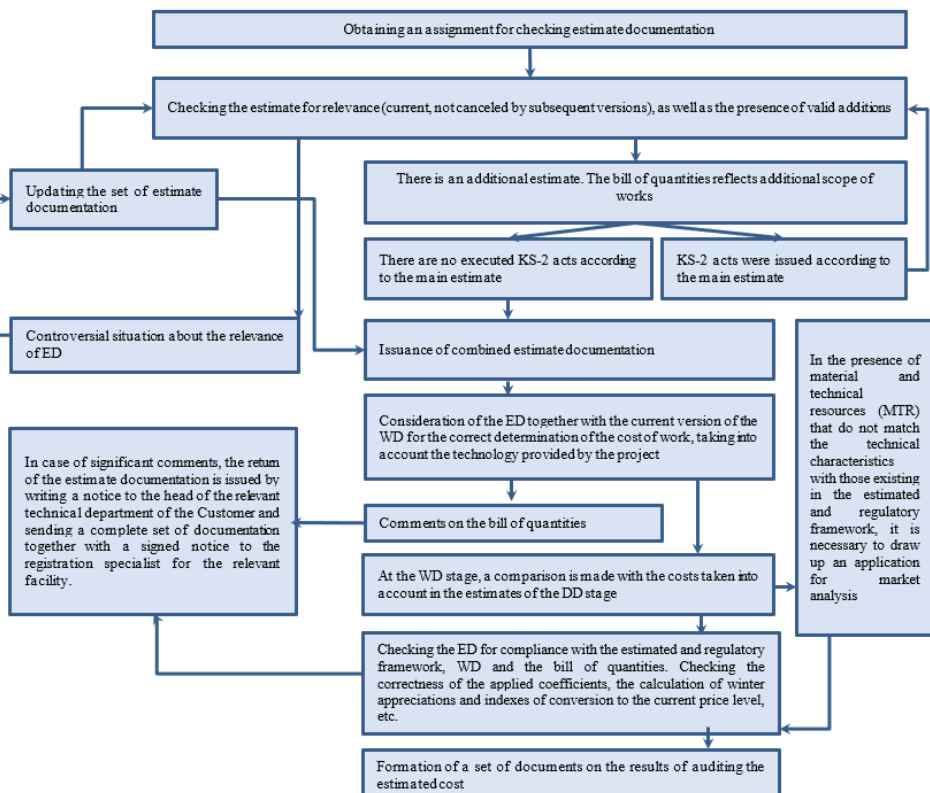 Obtaining an assignment for checking estimate documentation
Checking the estimate for relevance (current, not canceled by subsequent versions), as well as the presence of valid additions
Updating the set of estimate
documentation
There is an additional estimate. The bill of quantities reflects additional scope of
works
There are no executed KS-2 acts
according to the main estimate
KS-2 acts were issued according to
the main estimate
Controversial situation about the relevance
of ED
Issuance of combined estimate documentation
In the presence of
material and
technical
resources (MTR)
that do not match
the technical
characteristics
with those existing
in the estimated
and regulatory
framework, it is
necessary to draw
up an application
for market
analysis
Consideration of the ED together with the current version of the
WD for the correct determination of the cost of work, taking into
account the technology provided by the project
In case of significant comments, the return
of the estimate documentation is issued by
writing a notice to the head of the relevant
technical department of the Customer and
sending a complete set of documentation
together with a signed notice to the
registration specialist for the relevant
facility.
Comments on the bill of quantities
At the WD stage, a comparison is made with the costs taken into
account in the estimates of the DD stage
Checking the ED for compliance with the estimated and regulatory
framework, WD and the bill of quantities. Checking the
correctness of the applied coefficients, the calculation of winter
appreciations and indexes of conversion to the current price level,
etc.
Formation of a set of documents on the results of auditing the
estimated cost